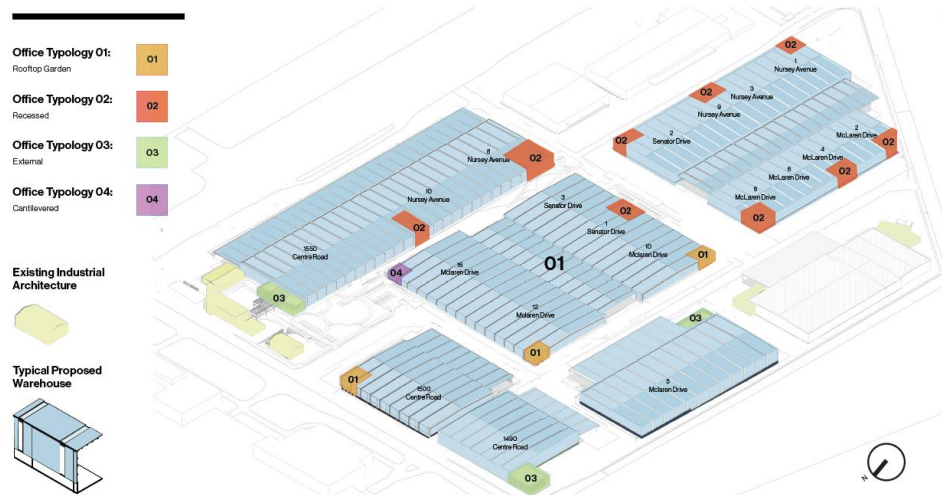 Office Typology 01:
Rooftop Garden
01
Office Typology 02:
Recessed
02
Office Typology 03:
External
03
Office Typology 04:
Cantilevered
04
Existing Industrial
Architecture
Typical Proposed
Warehouse
02
1
Nursey Avenue
02
3
Nursey Avenue
9
Nursey Avenue
02
2
Senator Drive
2
McLaren Drive
02
4
McLaren Drive
02
6
McLaren Drive
8
McLaren Drive
02
8
Nursey Avenue
02
10
Nursey Avenue
02
1550
Centre Road
03
3
Senator Drive
02
1
Senator Drive
10
Mclaren Drive
01
01
04
16
Mclaren Drive
12
Mclaren Drive
01
03
5
Mclaren Drive
01
1500
Centre Road
1490
Centre Road
03
N